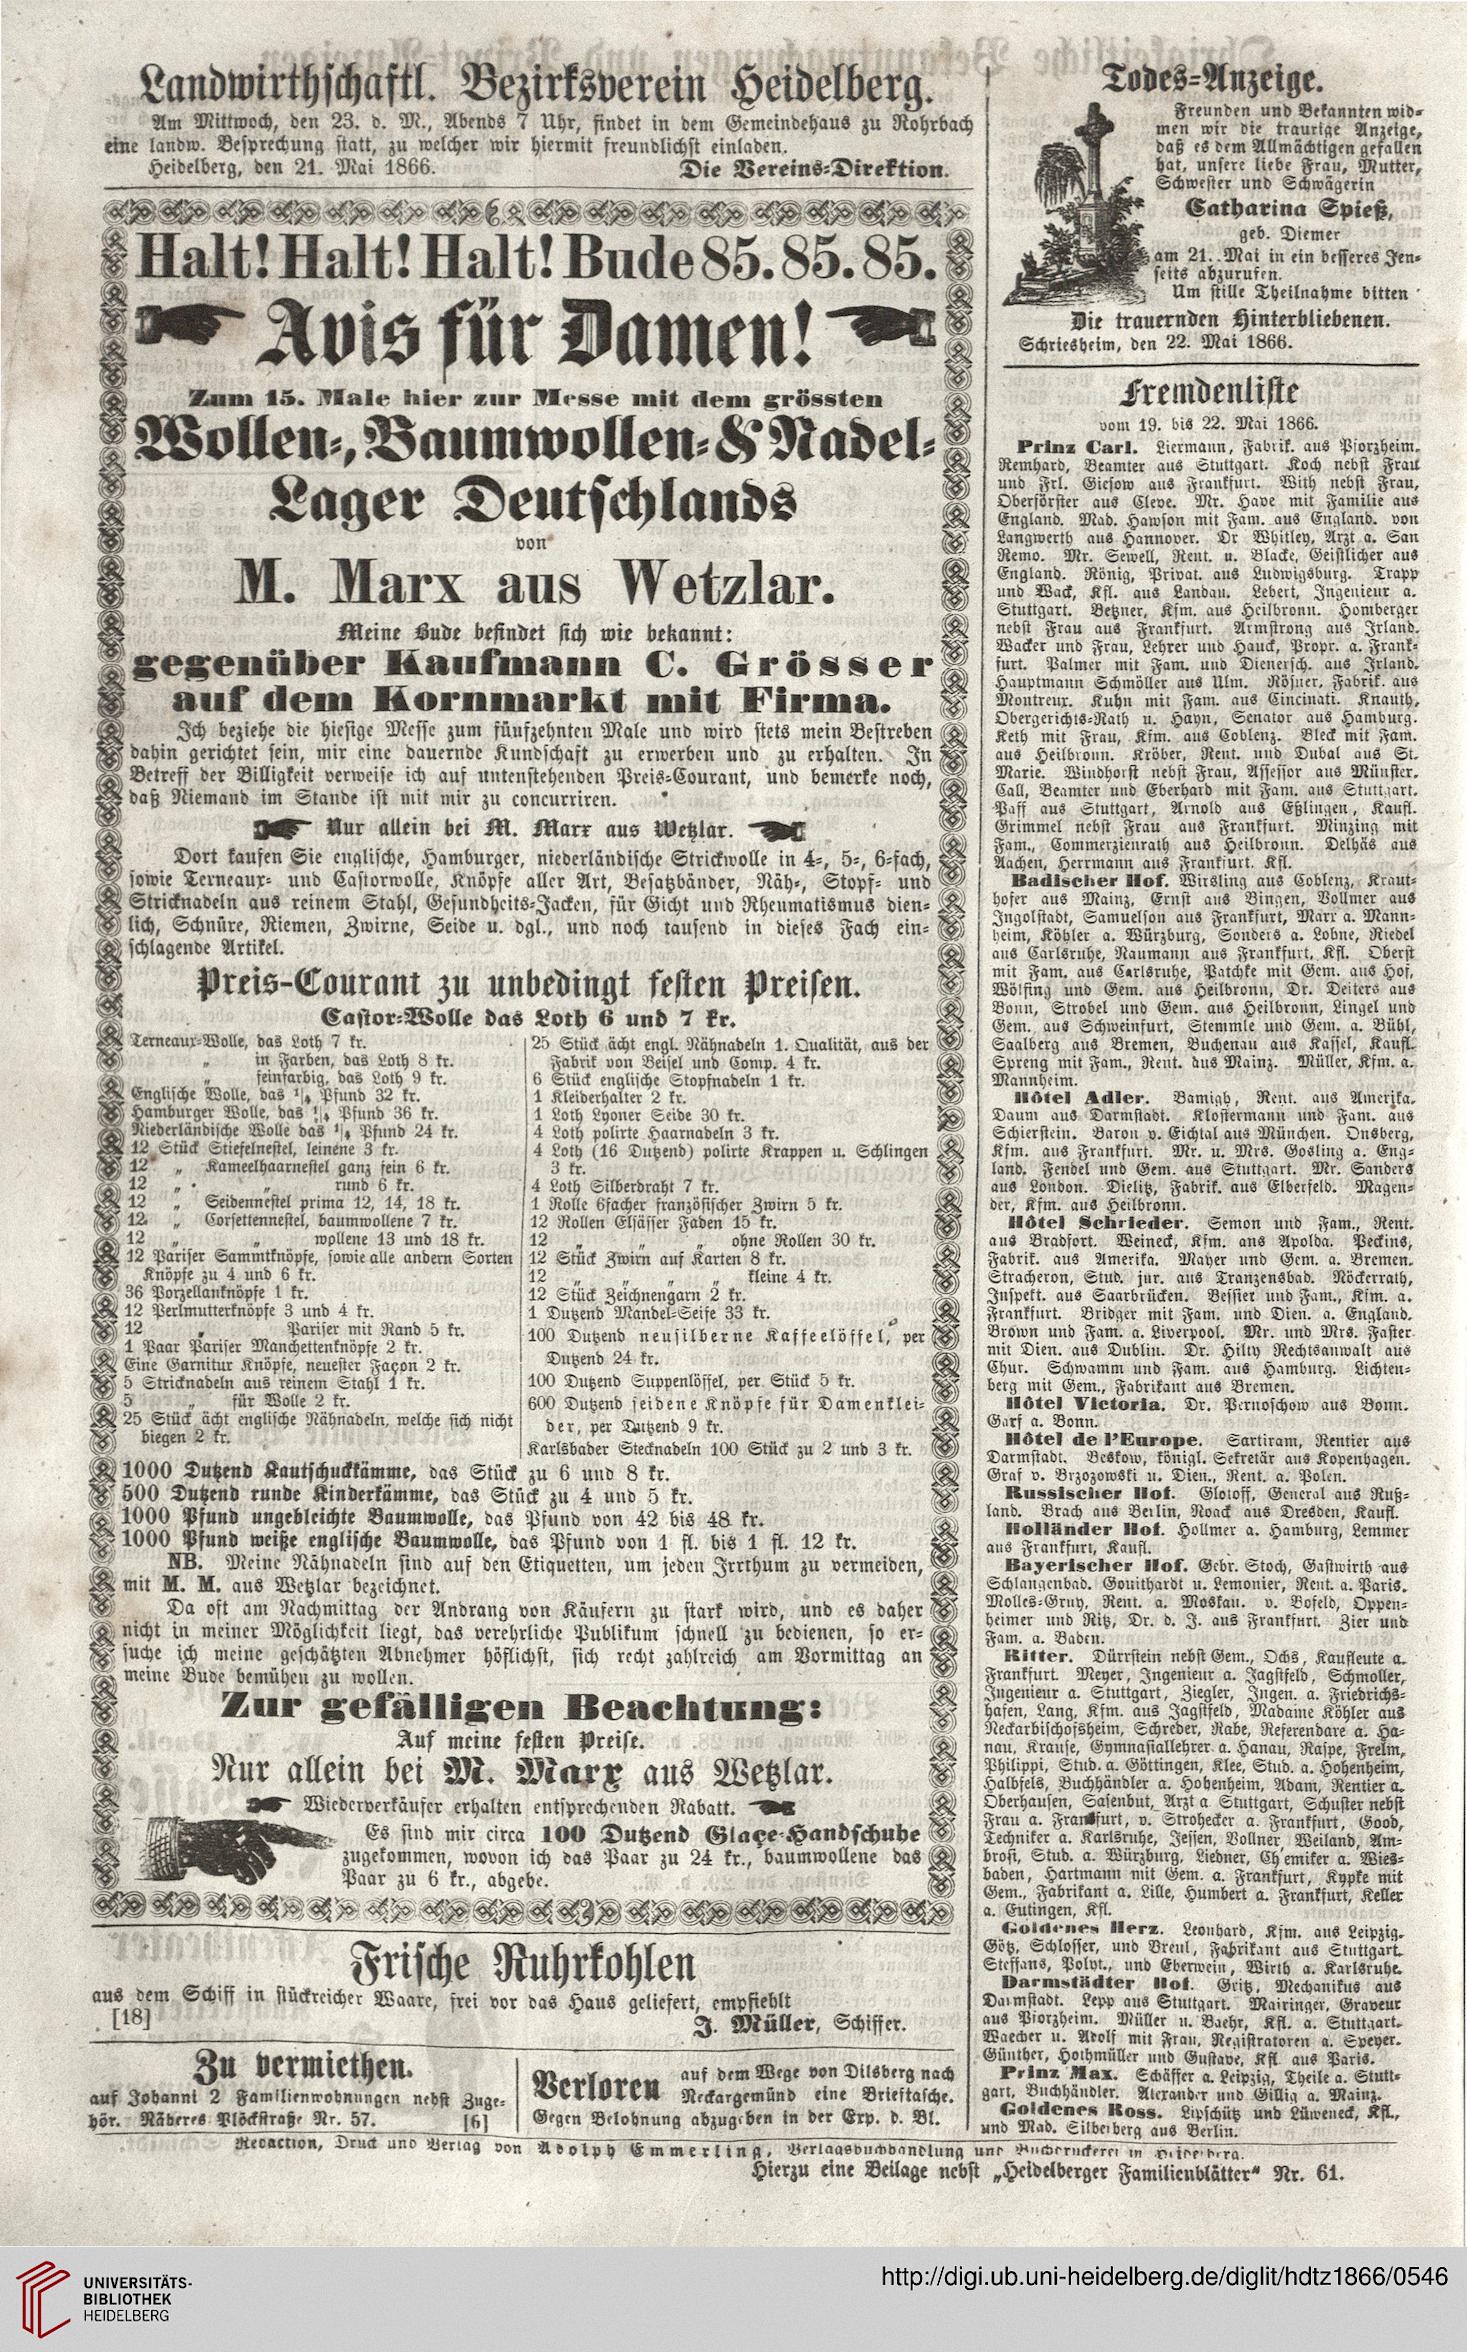 Landwirthschaftl. Bezirksverein Heidelberg.
Am Mittwoch, den 23. d. M., Abends 7 Uhr, findet in dem Gemeindehaus zu Rohrbach
eine landw. Besprechung statt, zu welcher wir hiermit freundlichst einladen.
Heidelberg, den 21. Mai 1866. Die Vereins-Direktion.
Halt! Halt! Halt! Bude 85. 85. 85.
Avis für Damen!
Zum 15. Male hier zur Messe mit dem grössten
Wollen-, Baumwollen- & Nadel-
Lager Deutschlands
von
M. Marx aus Wetzlar.
Meine Bude befindet sich wie bekannt:
gegenüber Kaufmann C. Grösser
auf dem Kornmarkt mit Firma.
Ich beziehe die hiesige Messe zum fünfzehnten Male und wird stets mein Bestreben
dahin gerichtet sein, mir eine dauernde Kundschaft zu erwerben und zu erhalten. In
Betreff der Billigkeit verweise ich auf untenstehenden Preis-Courant, und bemerke noch,
daß Niemand im Stande ist mit mir zu concurriren.
Nur allein bei M. Marx aus Wetzlar.
Dort kaufen Sie englische, Hamburger, niederländische Strickwolle in 4-, 5-, 6-fach,
sowie Terneaux- und Castorwolle, Knöpfe aller Art, Besatzbänder, Näh-, Stopf- und
Stricknadeln aus reinem Stahl, Gesundheits-Jacken, für Gicht und Rheumatismus dien-
lich, Schnüre, Riemen, Zwirne, Seide u. dgl., und noch tausend in dieses Fach ein-
schlagende Artikel.
Preis-Courant zu unbedingt festen Preisen.
Castor-Wolle das Loth 6 und 7 kr.
Terneaux-Wolle, das Loth 7 kr.
„ in Farben, das Loth 8 kr.
„ feinfarbig, das Loth 9 kr.
Englische Wolle, das 1/4 Pfund 32 kr.
Hamburger Wolle, das 1/4 Pfund 36 kr.
Niederländische Wolle das 1/4 Pfund 24 kr.
12 Stück Stiefelnestel, leinene 3 kr.
12 „ Kameelhaarnestel ganz fein 6 kr.
12 „ „ rund 6 kr.
12 „ Seidennestel prima 12, 14, 18 kr.
12 „ Corsettennestel, baumwollene 7 kr.
12 „ „ wollene 13 und 18 kr.
12 Pariser Sammtknöpfe, sowie alle andern Sorten
Knöpfe zu 4 und 6 kr.
36 Porzellanknöpfe 1 kr.
12 Perlmutterknöpfe 3 und 4 kr.
12 „ Pariser mit Rand 5 kr.
1 Paar Pariser Manchettenknöpfe 2 kr.
Eine Garnitur Knöpfe, neuester Façon 2 kr.
5 Stricknadeln aus reinem Stahl 1 kr.
5 „ für Wolle 2 kr.
25 Stück ächt englische Nähnadeln, welche sich nicht
biegen 2 kr.
25 Stück ächt engl. Nähnadeln 1. Qualität, aus der
Fabrik von Beisel und Comp. 4 kr.
6 Stück englische Stopfnadeln 1 kr.
1 Kleiderhalter 2 kr.
1 Loth Lyoner Seide 30 kr.
4 Loth polirte Haarnadeln 3 kr.
4 Loth (16 Dutzend) polirte Krappen u. Schlingen
3 kr.
4 Loth Silberdraht 7 kr.
1 Rolle 6facher französischer Zwirn 5 kr.
12 Rollen Elsässer Faden 15 kr.
12 „ „ ohne Rollen 30 kr.
12 Stück Zwirn auf Karten 8 kr.
12 „ „ „ „ kleine 4 kr.
12 Stück Zeichnengarn 2 kr.
1 Dutzend Mandel-Seife 33 kr.
100 Dutzend neusilberne Kaffeelöffel, per
Dutzend 24 kr.
100 Dutzend Suppenlöffel, per Stück 5 kr.
600 Dutzend seidene Knöpfe für Damenklei-
der, per Dutzend 9 kr.
Karlsbader Stecknadeln 100 Stück zu 2 und 3 kr.
1000 Dutzend Kautschuckkämme, das Stück zu 6 und 8 kr.
500 Dutzend runde Kinderkämme, das Stück zu 4 und 5 kr.
1000 Pfund ungebleichte Baumwolle, das Pfund von 42 bis 48 kr.
1000 Pfund weiße englische Baumwolle, das Pfund von 1 fl. bis 1 fl. 12 kr.
NB. Meine Nähnadeln sind auf den Etiquetten, um jeden Irrthum zu vermeiden,
mit M. M. aus Wetzlar bezeichnet.
Da oft am Nachmittag der Andrang von Käufern zu stark wird, und es daher
nicht in meiner Möglichkeit liegt, das verehrliche Publikum schnell zu bedienen, so er-
suche ich meine geschätzten Abnehmer höflichst, sich recht zahlreich am Vormittag an
meine Bude bemühen zu wollen.
Zur gefälligen Beachtung:
Auf meine festen Preise.
Nur allein bei M. Marx aus Wetzlar.
Wiederverkäufer erhalten entsprechenden Rabatt.
Es sind mir circa 100 Dutzend Glaçe-Handschuhe
zugekommen, wovon ich das Paar zu 24 kr., baumwollene das
Paar zu 6 kr., abgebe.
Frische Ruhrkohlen
aus dem Schiff in stückreicher Waare, frei vor das Haus geliefert, empfiehlt
[18] J. Müller, Schiffer.
Zu vermiethen.
auf Johanni 2 Familienwohnungen nebst Zuge-
hör. Näheres Plöckstraße Nr. 57. [6]
Verloren auf dem Wege von Dilsberg nach
Neckargemünd eine Brieftasche.
Gegen Belohnung abzugeben in der Exp. d. Bl.
Todes-Anzeige.
Freunden und Bekannten wid-
men wir die traurige Anzeige,
daß es dem Allmächtigen gefallen
hat, unsere liebe Frau, Mutter,
Schwester und Schwägerin
Catharina Spieß,
geb. Diemer
am 21. Mai in ein besseres Jen-
seits abzurufen.
Um stille Theilnahme bitten
Die trauernden Hinterbliebenen.
Schriesheim, den 22. Mai 1866.
Fremdenliste
vom 19. bis 22. Mai 1866.
Prinz Carl. Liermann, Fabrik. aus Pforzheim.
Remhard, Beamter aus Stuttgart. Koch nebst Frau
und Frl. Giesow aus Frankfurt. With nebst Frau,
Oberförster aus Cleve. Mr. Have mit Familie aus
England. Mad. Hawson mit Fam. aus England. von
Langwerth aus Hannover. Dr Whitley, Arzt a. San
Remo. Mr. Sewell, Rent. u. Blacke, Geistlicher aus
England. König, Privat. aus Ludwigsburg. Trapp
und Wack, Kfl. aus Landau. Lebert, Ingenieur a.
Stuttgart. Betzner, Kfm. aus Heilbronn. Homberger
nebst Frau aus Frankfurt. Armstrong aus Irland.
Wacker und Frau, Lehrer und Hauck, Propr. a. Frank-
furt. Palmer mit Fam. und Dienersch. aus Irland.
Hauptmann Schmöller aus Ulm. Rösner, Fabrik. aus
Montreux. Kuhn mit Fam. aus Cincinati. Knauth,
Obergerichts-Rath u. Hayn, Senator aus Hamburg.
Keth mit Frau, Kfm. aus Coblenz. Bleck mit Fam.
aus Heilbronn. Kröber, Rent. und Dubal aus St.
Marie. Windhorst nebst Frau, Assessor aus Münster.
Call, Beamter und Eberhard mit Fam. aus Stuttgart.
Paff aus Stuttgart, Arnold aus Eßlingen, Kaufl.
Grimmel nebst Frau aus Frankfurt. Minzing mit
Fam., Commerzienrath aus Heilbronn. Delhäs aus
Aachen, Herrmann aus Frankfurt. Kfl.
Badischer Hof. Wirsling aus Coblenz, Kraut-
hofer aus Mainz, Ernst aus Bingen, Vollmer aus
Ingolstadt, Samuelson aus Frankfurt, Marx a. Mann-
heim, Köhler a. Würzburg, Sonders a. Lobne, Riedel
aus Carlsruhe, Naumann aus Frankfurt, Kfl. Oberst
mit Fam. aus Carlsruhe, Patchke mit Gem. aus Hof,
Wölfing und Gem. aus Heilbronn, Dr. Deiters aus
Bonn, Strobel und Gem. aus Heilbronn, Lingel und
Gem. aus Schweinfurt, Stemmle und Gem. a. Bühl,
Saalberg aus Bremen, Buchenau aus Kassel, Kaufl.
Spreng mit Fam., Rent. aus Mainz. Müller, Kfm. a.
Mannheim.
Hôtel Adler. Bamigh, Rent. aus Amerika.
Daum aus Darmstadt. Klostermann und Fam. aus
Schierstein. Baron v. Eichtal aus München. Onsberg,
Kfm. aus Frankfurt. Mr. u. Mrs. Gosling a. Eng-
land. Fendel und Gem. aus Stuttgart. Mr. Sanders
aus London. Dielitz, Fabrik. aus Elberfeld. Magen-
der, Kfm. aus Heilbronn.
Hôtel Schrieder. Semon und Fam., Rent.
aus Bradfort. Weineck, Kfm. aus Apolda. Peckins,
Fabrik. aus Amerika. Mayer und Gem. a. Bremen.
Stracheron, Stud. jur. aus Tranzensbad. Röckerrath,
Inspekt. aus Saarbrücken. Bessier und Fam., Kfm. a.
Frankfurt. Bridger mit Fam. und Dien. a. England.
Brown und Fam. a. Liverpool. Mr. und Mrs. Faster
mit Dien. aus Dublin. Dr. Hilty Rechtsanwalt aus
Chur. Schwamm und Fam. aus Hamburg. Lichten-
berg mit Gem., Fabrikant aus Bremen.
Hôtel Victoria. Dr. Pernoschow aus Bonn.
Garf a. Bonn.
Hôtel de l'Europe. Sartiram, Rentier aus
Darmstadt. Beskow, königl. Sekretär aus Kopenhagen.
Graf v. Brzozowski u. Dien., Rent. a. Polen.
Russischer Hof. Glotoff, General aus Ruß-
land. Brach aus Berlin, Noack aus Dresden, Kaufl.
Holländer Hof. Hollmer a. Hamburg, Lemmer
aus Frankfurt, Kaufl.
Bayerischer Hof. Gebr. Stoch, Gastwirth aus
Schlangenbad. Gouithardt u. Lemonier, Rent. a. Paris.
Molles-Gruy, Rent. a. Moskau. v. Bofeld, Oppen-
heimer und Ritz, Dr. d. J. aus Frankfurt. Zier und
Fam. a. Baden.
Ritter. Dürrstein nebst Gem., Ochs, Kaufleute a.
Frankfurt. Meyer, Ingenieur a. Jagstfeld, Schmoller,
Ingenieur a. Stuttgart, Ziegler, Ingen. a. Friedrichs-
hafen, Lang, Kfm. aus Jagstfeld, Madame Köhler aus
Neckarbischofsheim, Schreder, Rabe, Referendare a. Ha-
nau, Krause, Gymnasiallehrer a. Hanau, Raspe, Frelm,
Philippi, Stud. a. Göttingen, Klee, Stud. a. Hohenheim,
Halbfels, Buchhändler a. Hohenheim, Adam, Rentier a.
Oberhausen, Sasenbut, Arzt a Stuttgart, Schuster nebst
Frau a. Frankfurt, v. Strohecker a. Frankfurt, Good,
Techniker a. Karlsruhe, Jessen, Vollner, Weiland, Am-
brosi, Stud. a. Würzburg, Liedner, Chemiker a. Wies-
baden, Hartmann mit Gem. a. Frankfurt, Kypke mit
Gem., Fabrikant a. Lille, Humbert a. Frankfurt, Keller
a. Eutingen, Kfl.
Goldenes Herz. Leonhard, Kfm. aus Leipzig.
Götz, Schlosser, und Breul, Fabrikant aus Stuttgart.
Steffans, Polyt., und Eberwein, Wirth a. Karlsruhe.
Darmstädter Hof. Gritz, Mechanikus aus
Darmstadt. Lepp aus Stuttgart. Mairinger, Graveur
aus Pforzheim. Müller u. Baehr, Kfl. a. Stuttgart.
Waecher u. Adolf mit Frau, Registratoren a. Speyer.
Günther, Hothmüller und Gustave, Kfl. aus Paris.
Prinz Max. Schäffer a. Leipzig, Theile a. Stutt-
gart, Buchhändler. Alexander und Gillig a. Mainz.
Goldenes Ross. Lipschütz und Lüweneck, Kfl.,
und Mad. Silberberg aus Berlin.
Redaction, Druck und Verlag von Adolph Emmerling, Verlagsbuchhandlung und Buchdruckerei in Heidelberg.
Hierzu eine Beilage nebst „Heidelberger Familienblätter“ Nr. 61.
UNIVERSITÄTS-
BIBLIOTHEK
HEIDELBERG
http://digi.ub.uni-heidelberg.de/diglit/hdtz1866/0546